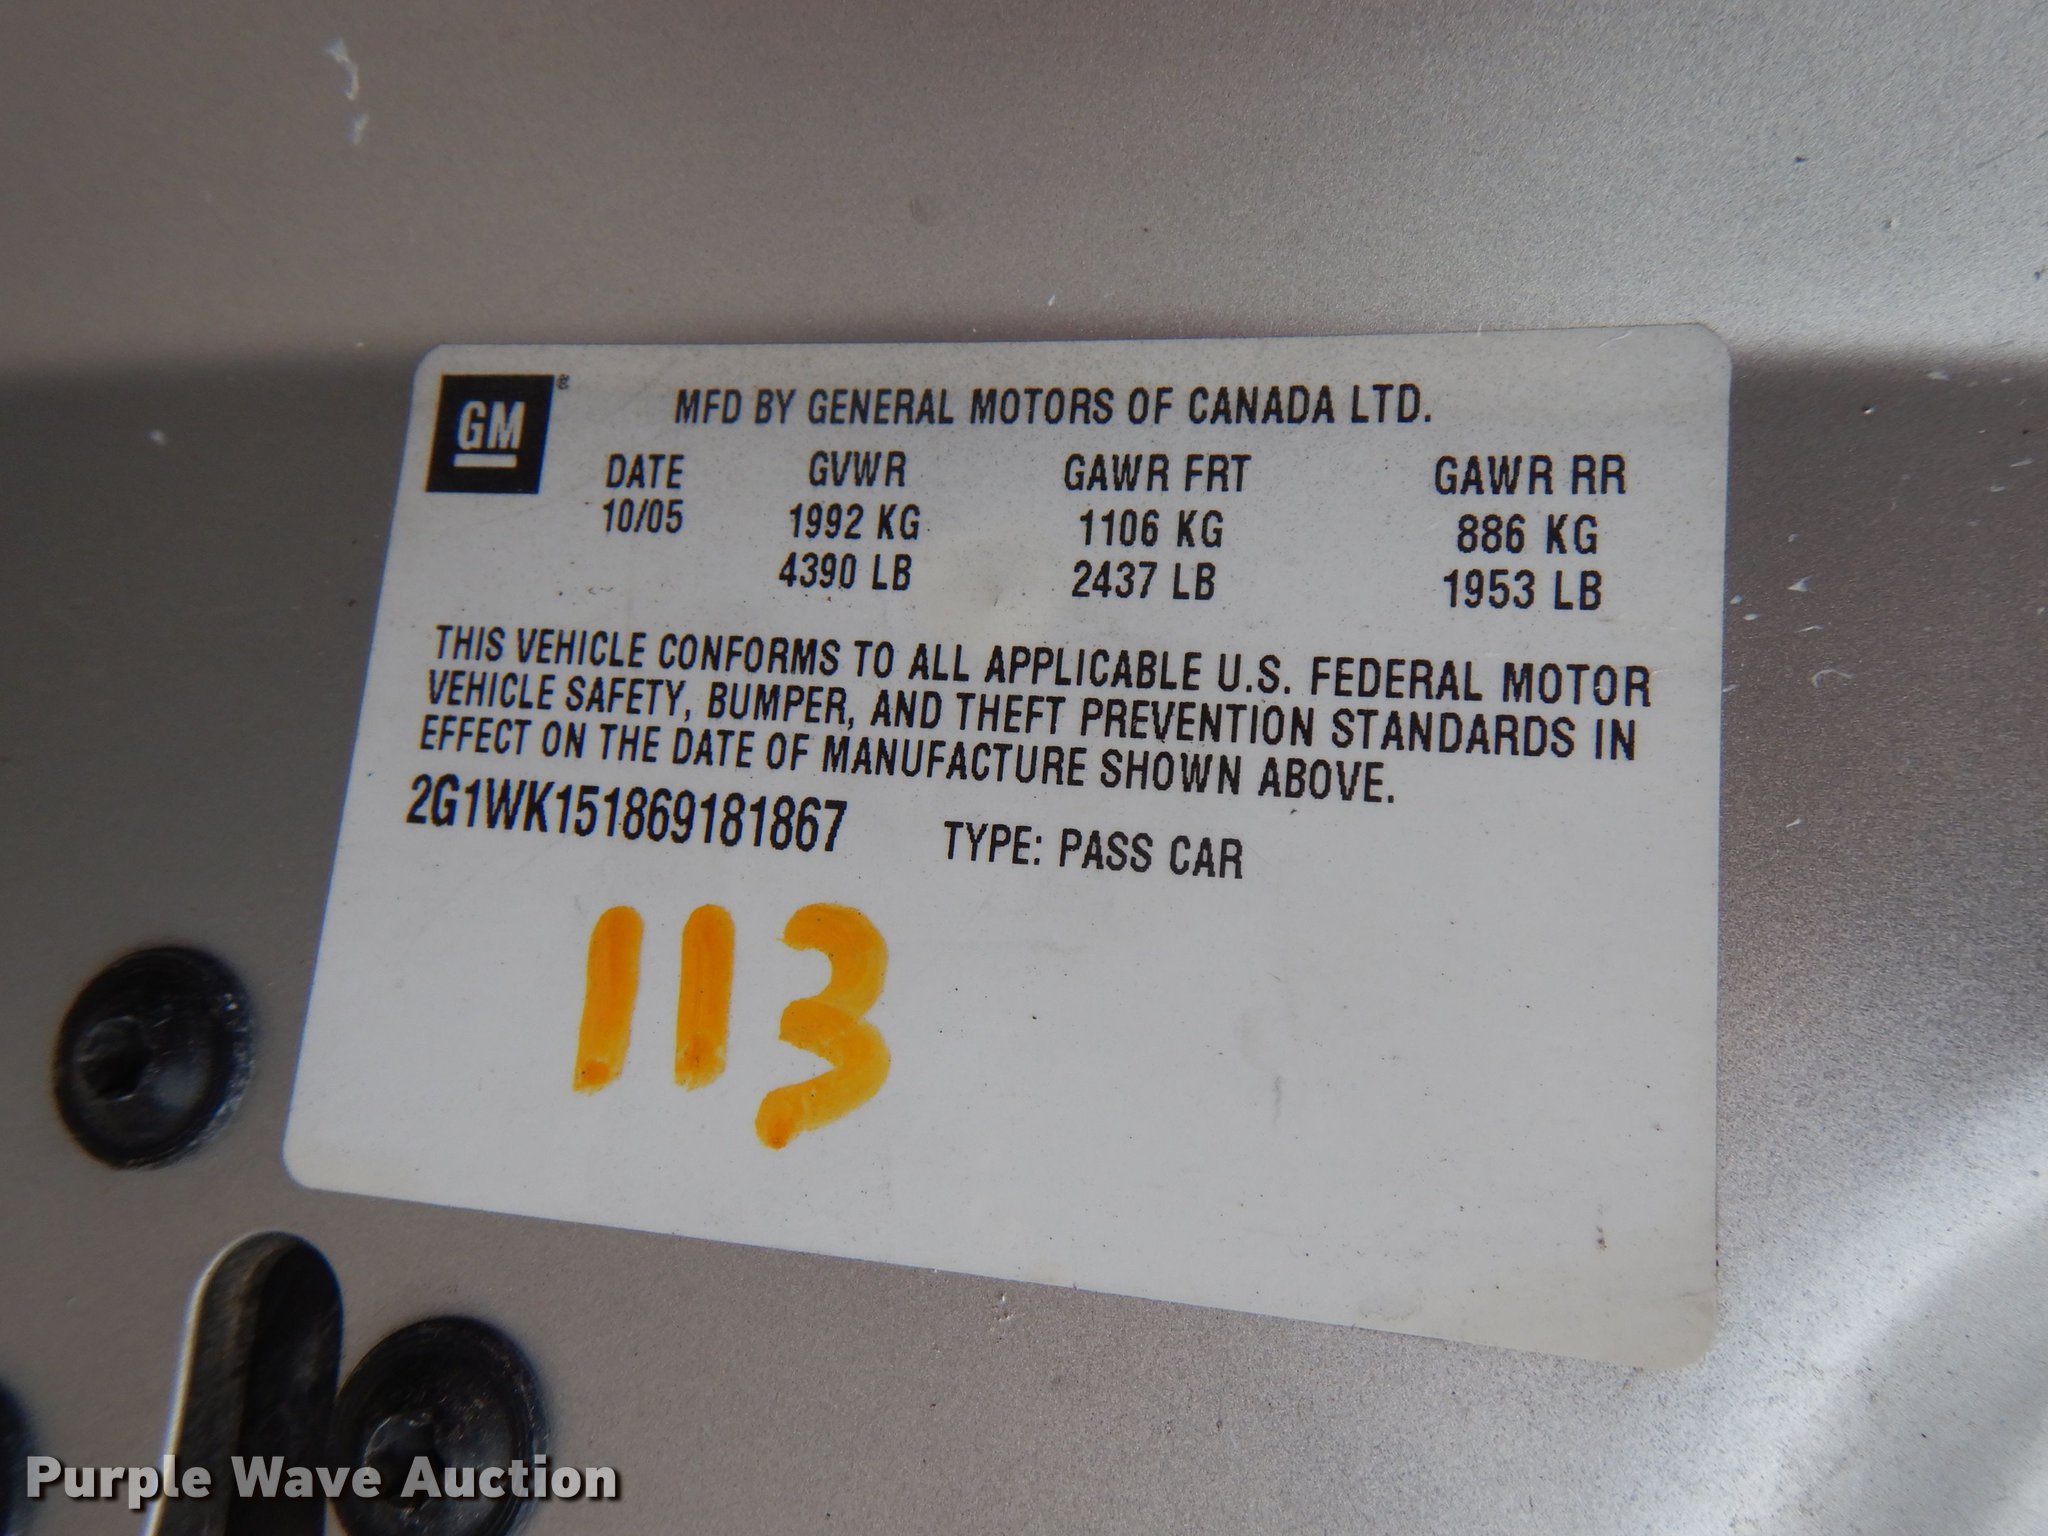 GM®
MFD BY GENERAL MOTORS OF CANADA LTD.
DATE GVWR GAWR FRT GAWR RR
10/05 1992 KG 1106 KG 886 KG
4390 LB 2437 LB 1953 LB
THIS VEHICLE CONFORMS TO ALL APPLICABLE U.S. FEDERAL MOTOR
VEHICLE SAFETY, BUMPER, AND THEFT PREVENTION STANDARDS IN
EFFECT ON THE DATE OF MANUFACTURE SHOWN ABOVE.
2G1WK151869181867 TYPE: PASS CAR
113
Purple Wave Auction